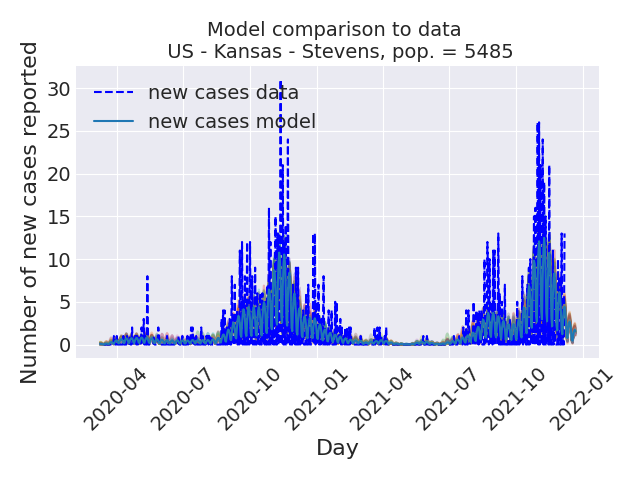 Model comparison to data
US - Kansas - Stevens, pop. = 5485
new cases data
new cases model
Number of new cases reported
30
25
20
15
10
5
0
2020-04
2020-07
2020-10
2021-01
2021-04
2021-07
2021-10
2022-01
Day